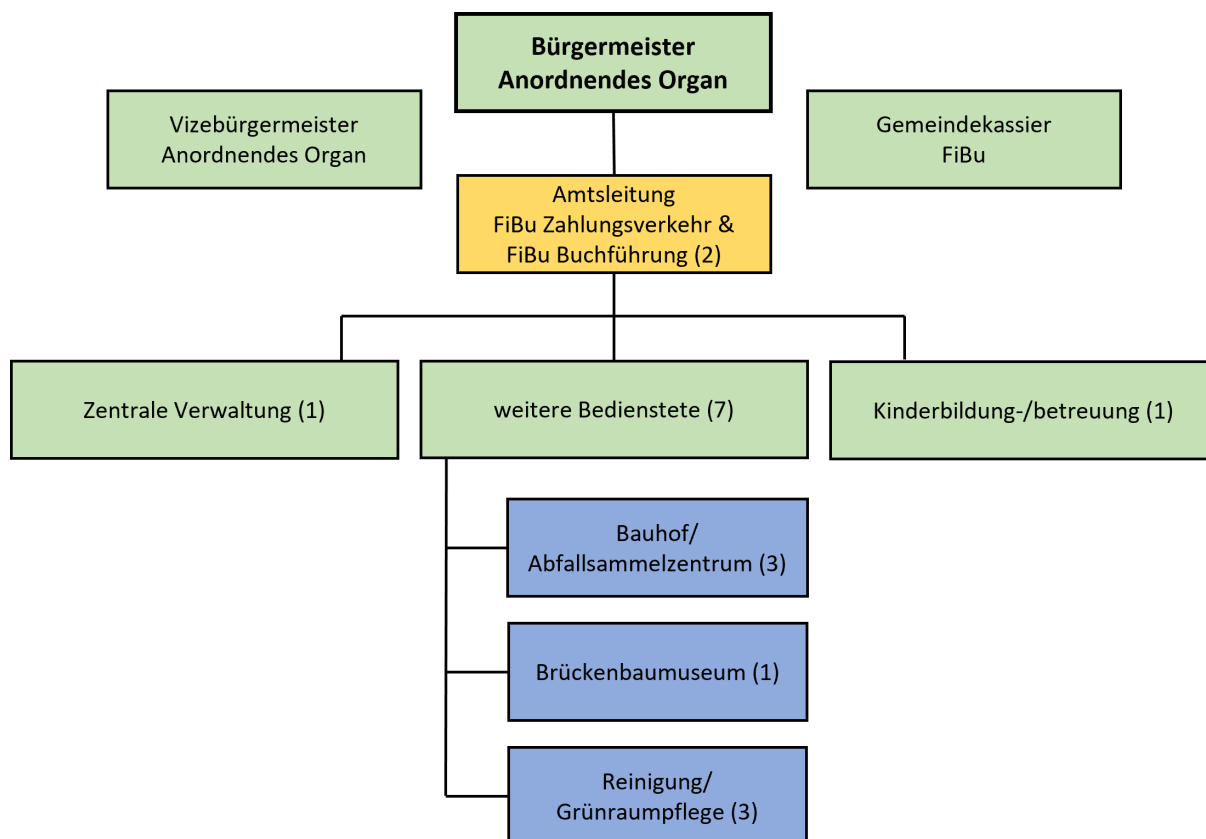 Bürgermeister
Anordnendes Organ
Vizebürgermeister
Anordnendes Organ
Gemeindekassier
FiBu
Amtsleitung
FiBu Zahlungsverkehr &
FiBu Buchführung (2)
Zentrale Verwaltung (1)
weitere Bedienstete (7)
Kinderbildung-/betreuung (1)
Bauhof/
Abfallsammelzentrum (3)
Brückenbaumuseum (1)
Reinigung/
Grünraumpflege (3)